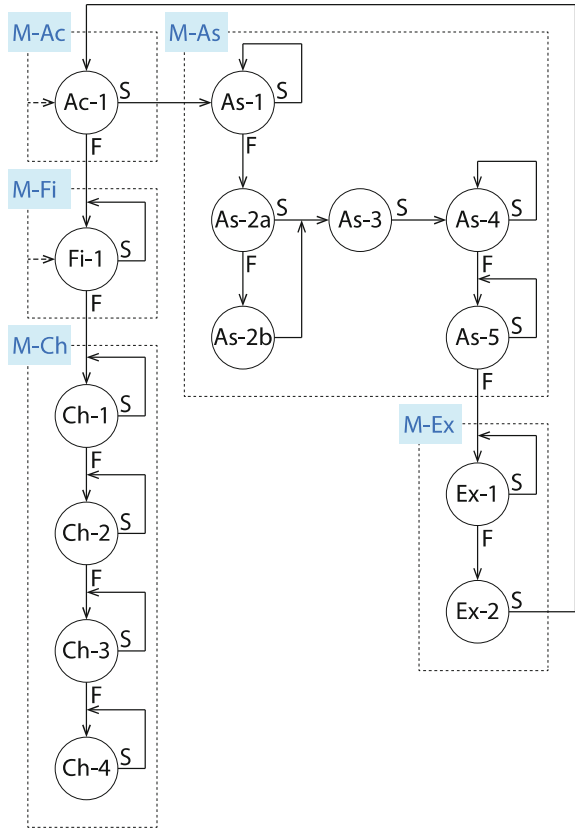 M-Ac
M-As
Ac-1
S
As-1
S
F
F
M-Fi
As-2a
S
As-3
S
As-4
S
Fi-1
S
F
F
F
As-2b
As-5
S
M-Ch
F
Ch-1
S
M-Ex
F
Ex-1
S
Ch-2
S
F
F
Ex-2
S
Ch-3
S
F
Ch-4
S